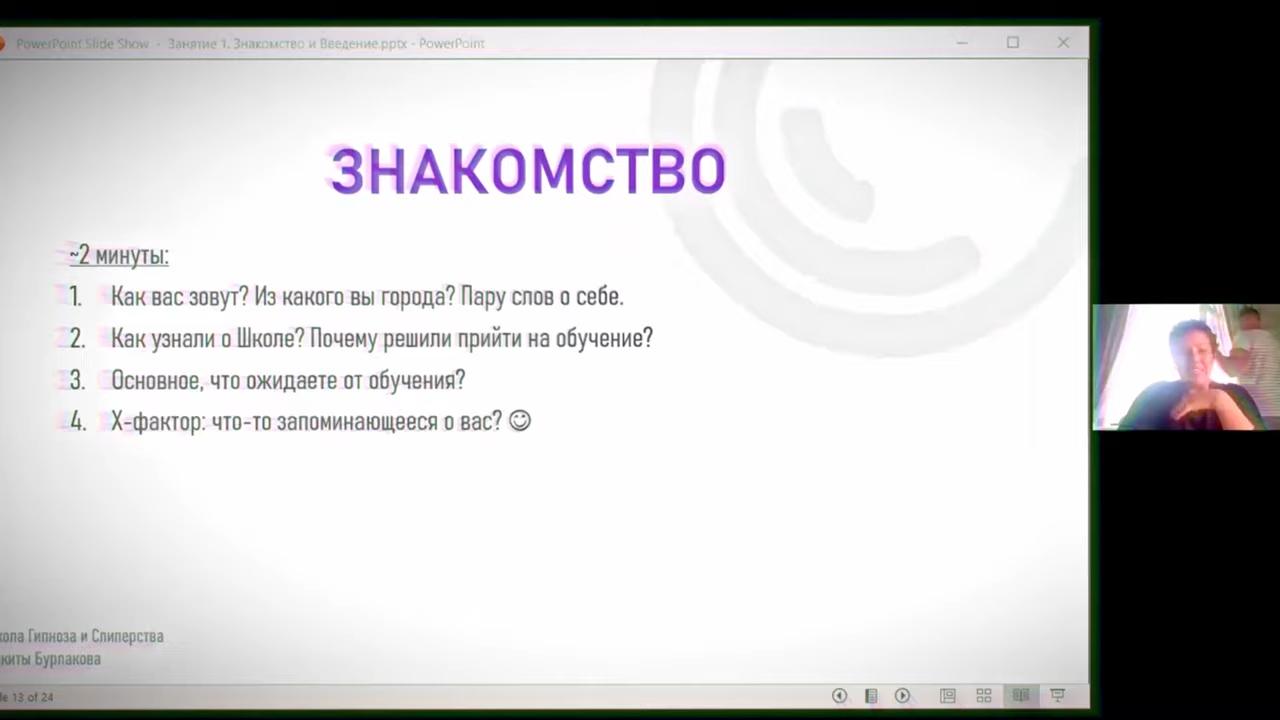 PowerPoint Slide Show - Занятие 1. Знакомство и Введение.pptx - PowerPoint
ЗНАКОМСТВО
~2 минуты:
1. Как вас зовут? Из какого вы города? Пару слов о себе.
2. Как узнали о Школе? Почему решили прийти на обучение?
3. Основное, что ожидаете от обучения?
4. Х-фактор: что-то запоминающееся о вас? ☺
кола Гипноза и Слиперства
киты Бурлакова
le 13 of 24